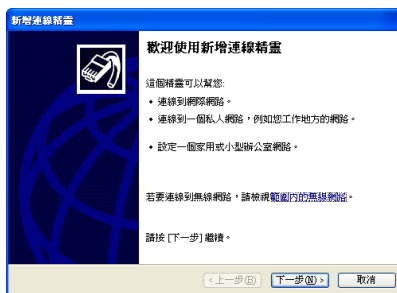 新增連線精靈
歡迎使用新增連線精靈
這個精靈可以幫您:
• 連線到網際網路。
• 連線到一個私人網路，例如您工作地方的網路。
• 設定一個家用或小型辦公室網路。
若要連線到無線網路，請檢視範圍內的無線網路。
請按 [下一步] 繼續。
<上一步(B) 下一步(N)> 取消